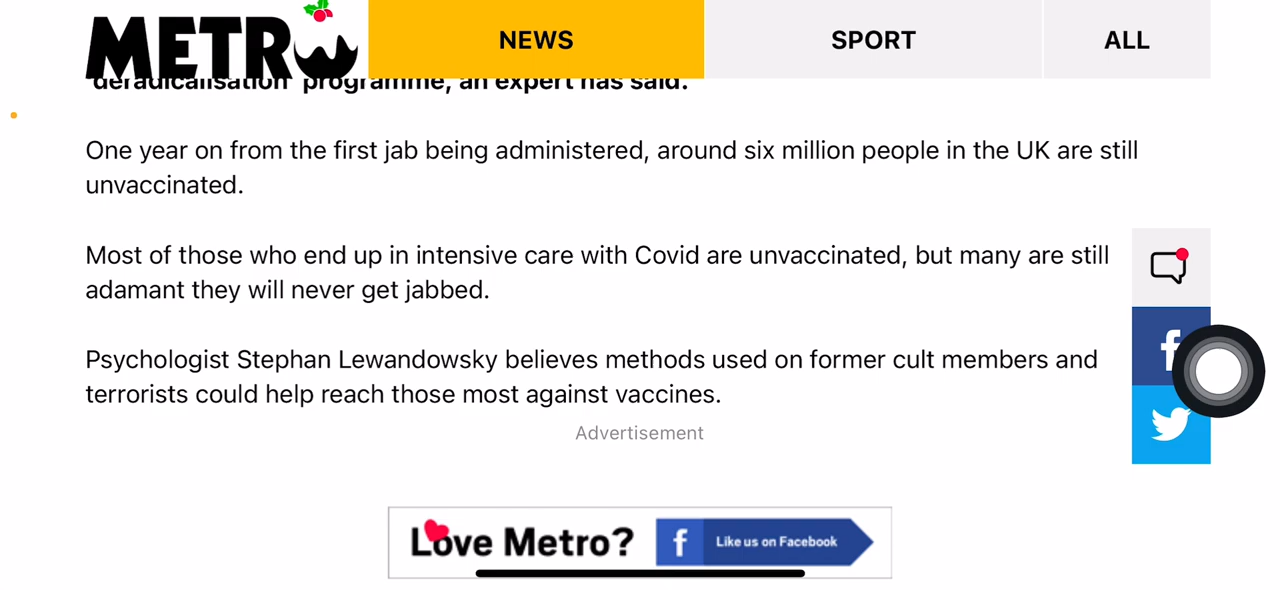 METRO
NEWS
SPORT
ALL
'deradicalisation' programme, an expert has said.
One year on from the first jab being administered, around six million people in the UK are still
unvaccinated.
Most of those who end up in intensive care with Covid are unvaccinated, but many are still
adamant they will never get jabbed.
Psychologist Stephan Lewandowsky believes methods used on former cult members and
terrorists could help reach those most against vaccines.
Advertisement
Love Metro?
f
Like us on Facebook